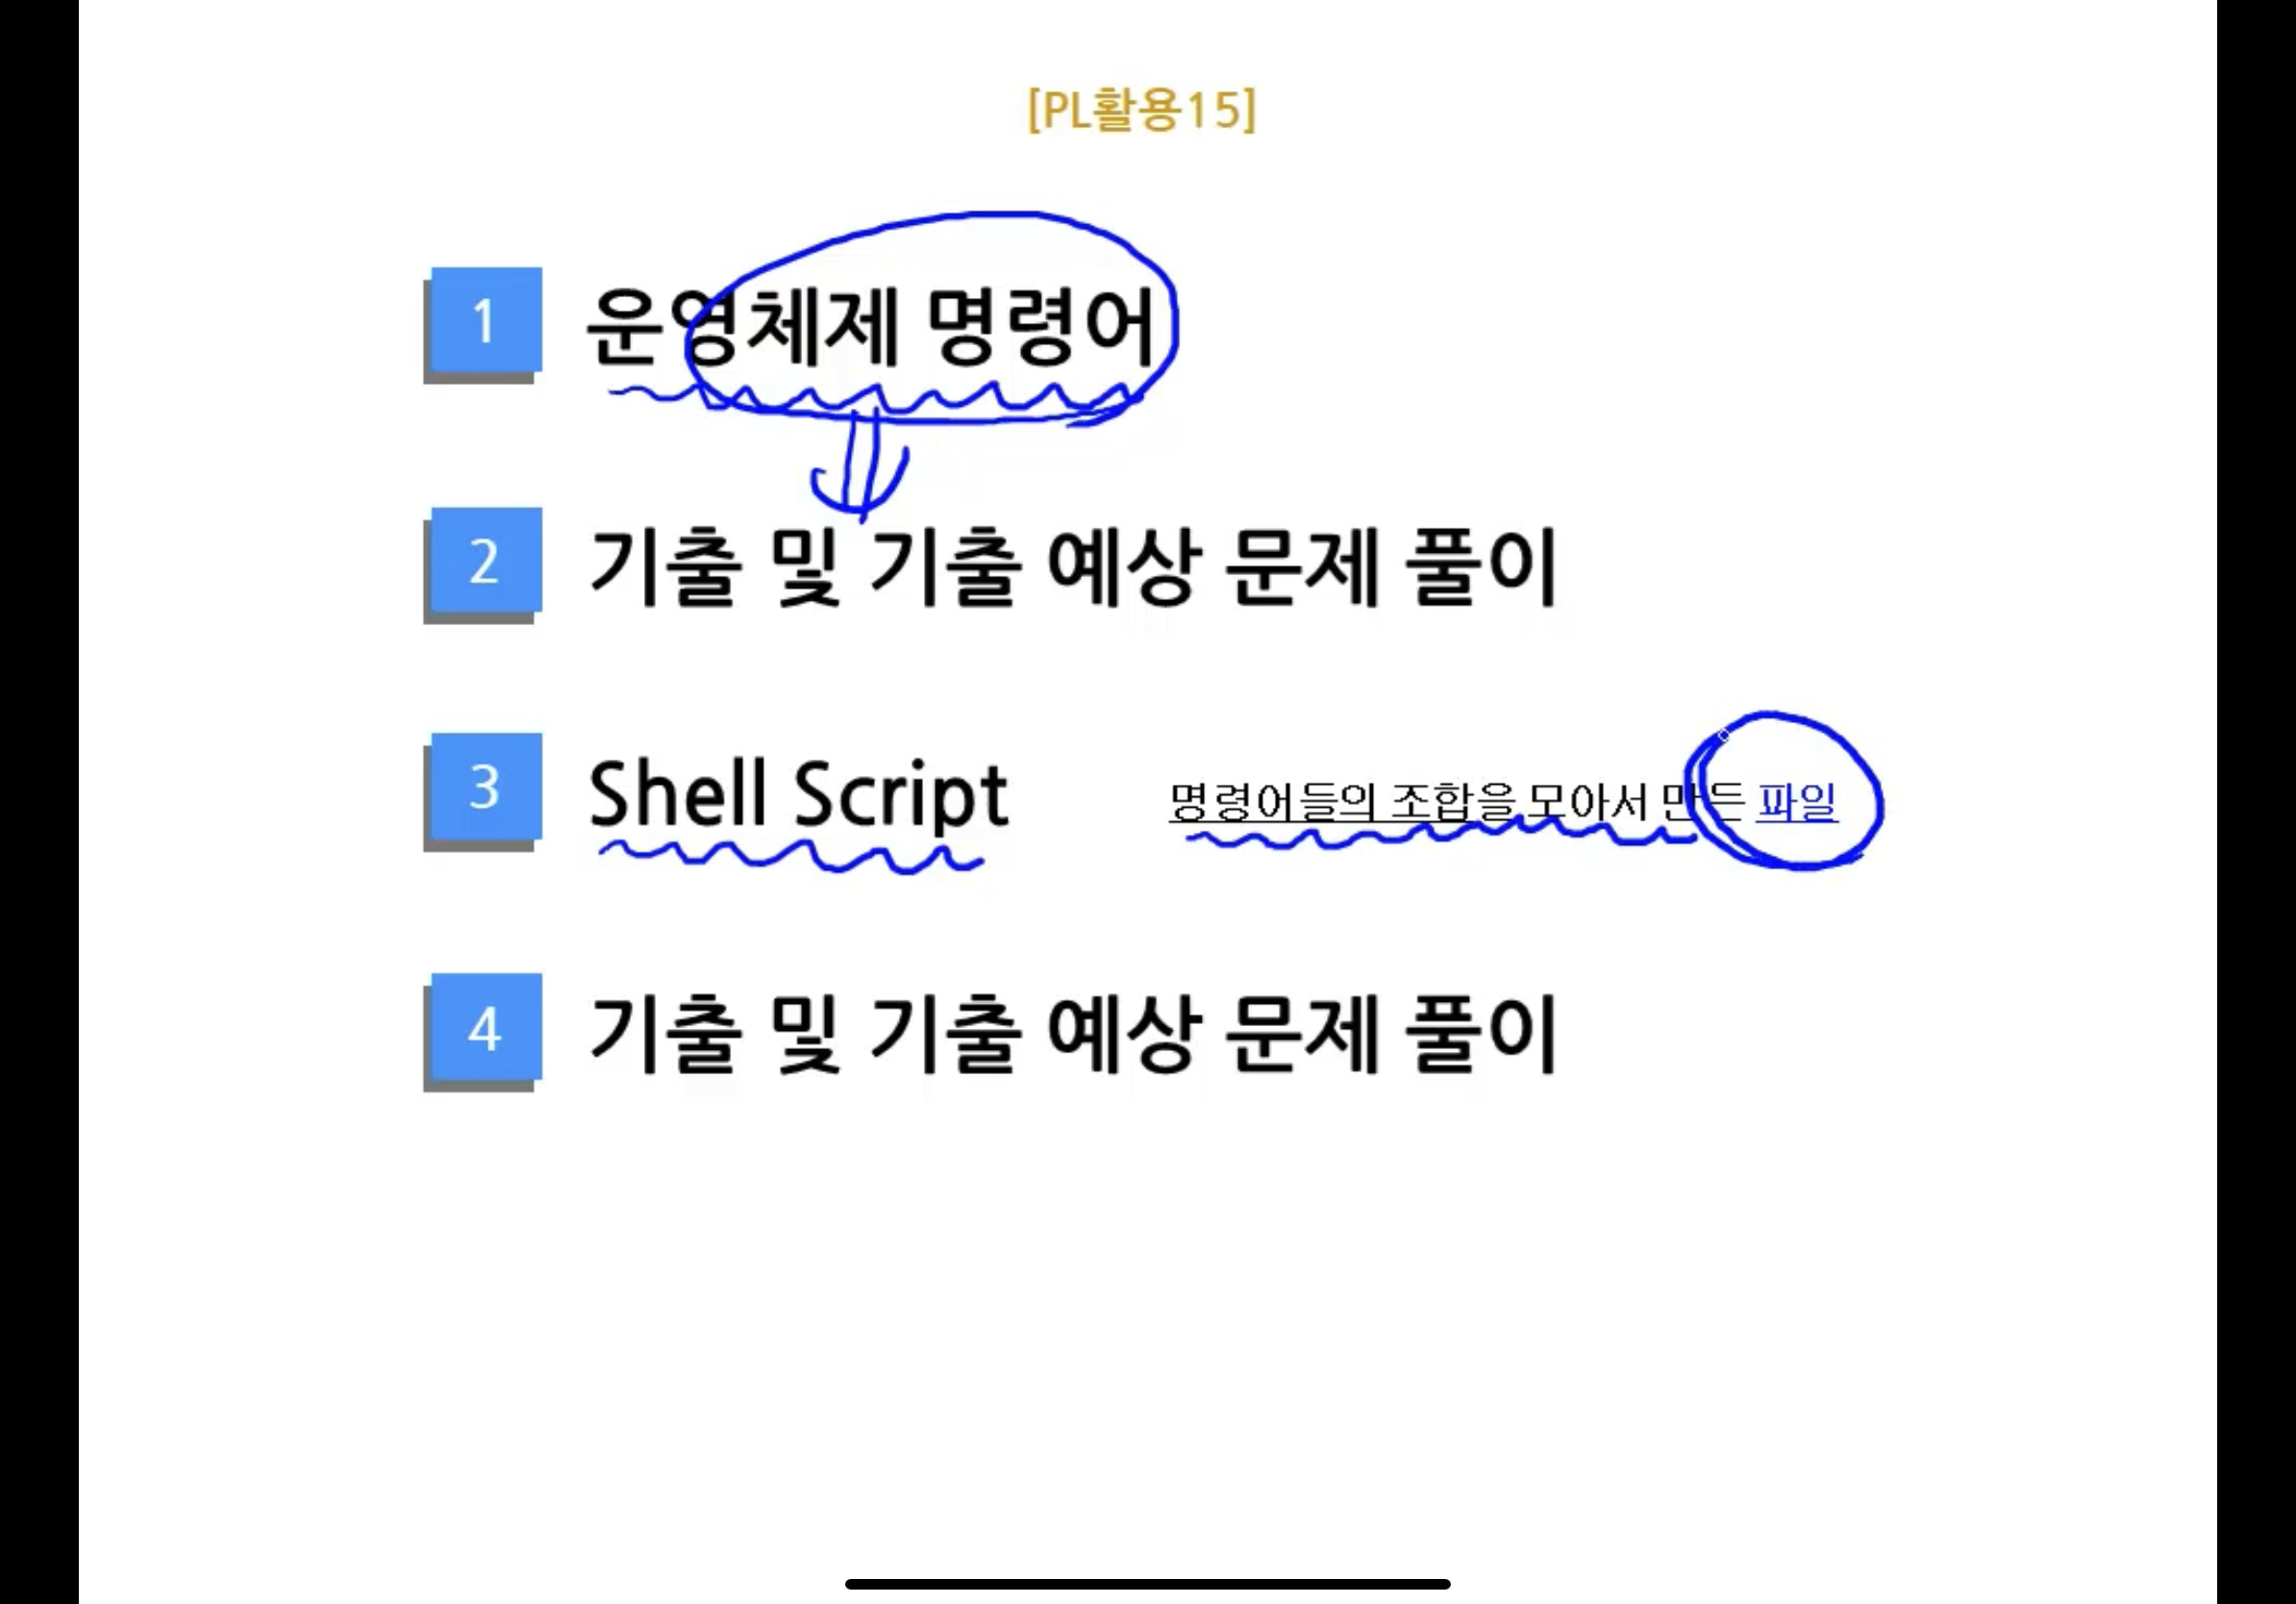 [PL활용15]
1 운영체제 명령어
2 기출 및 기출 예상 문제 풀이
3 Shell Script 명령어들의 조합을 모아서 만든 파일
4 기출 및 기출 예상 문제 풀이